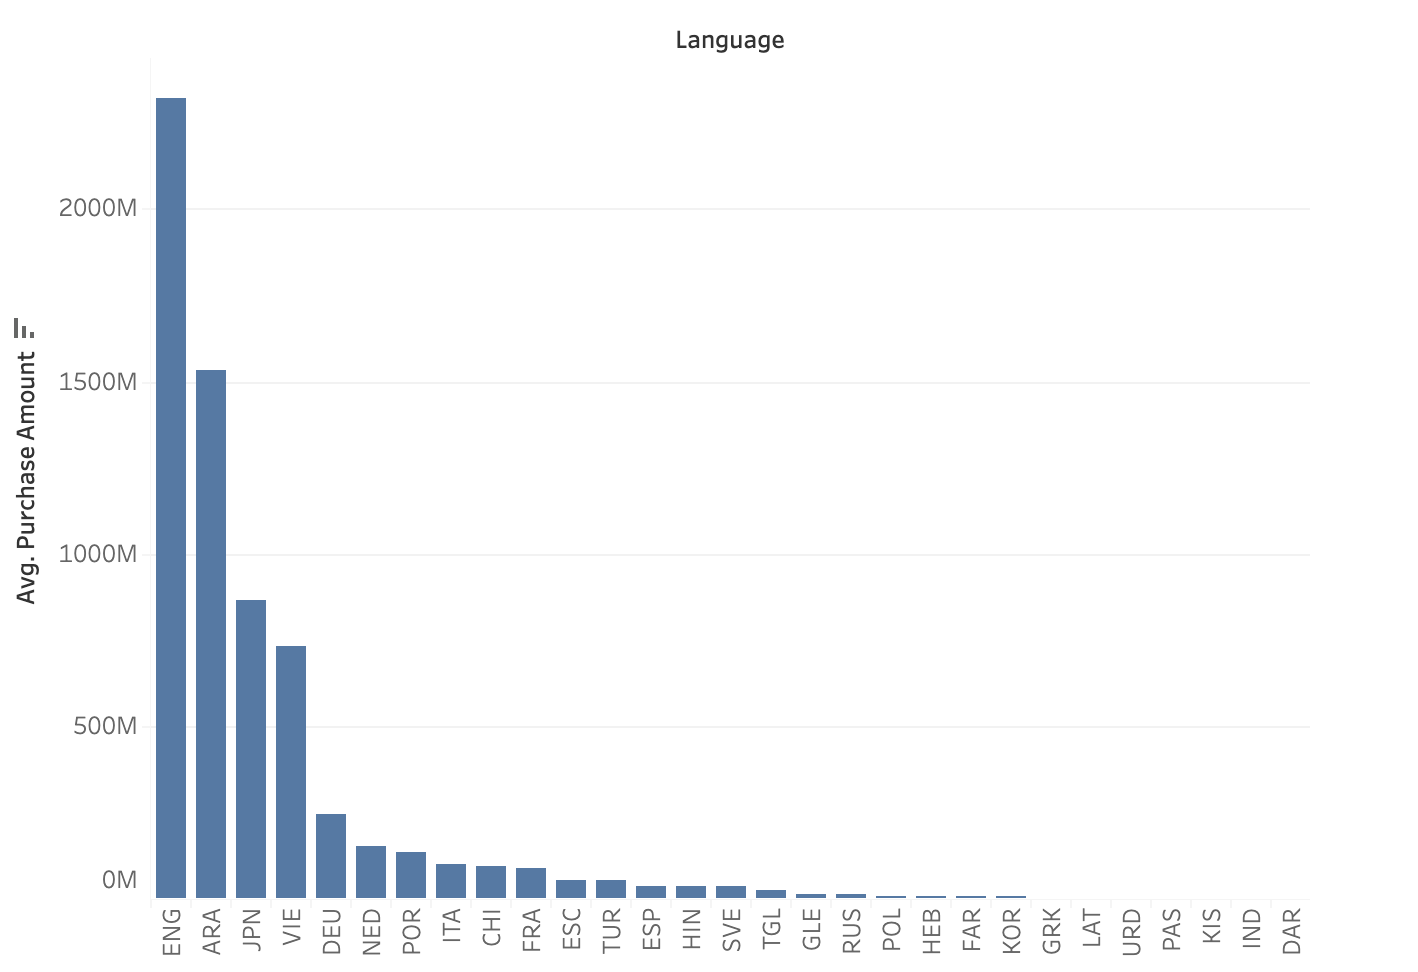 Language
Avg. Purchase Amount
2000M
1500M
1000M
500M
0M
ENG
ARA
JPN
VIE
DEU
NED
POR
ITA
CHI
FRA
ESC
TUR
ESP
HIN
SVE
TGL
GLE
RUS
POL
HEB
FAR
KOR
GRK
LAT
URD
PAS
KIS
IND
DAR